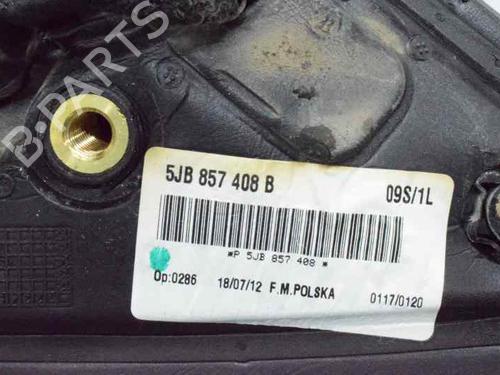 B-PARTS
5JB 857 408 B 09S/1L
*P 5JB 857 408 *
Op:0286 18/07/12 F.M.POLSKA 0117/0120